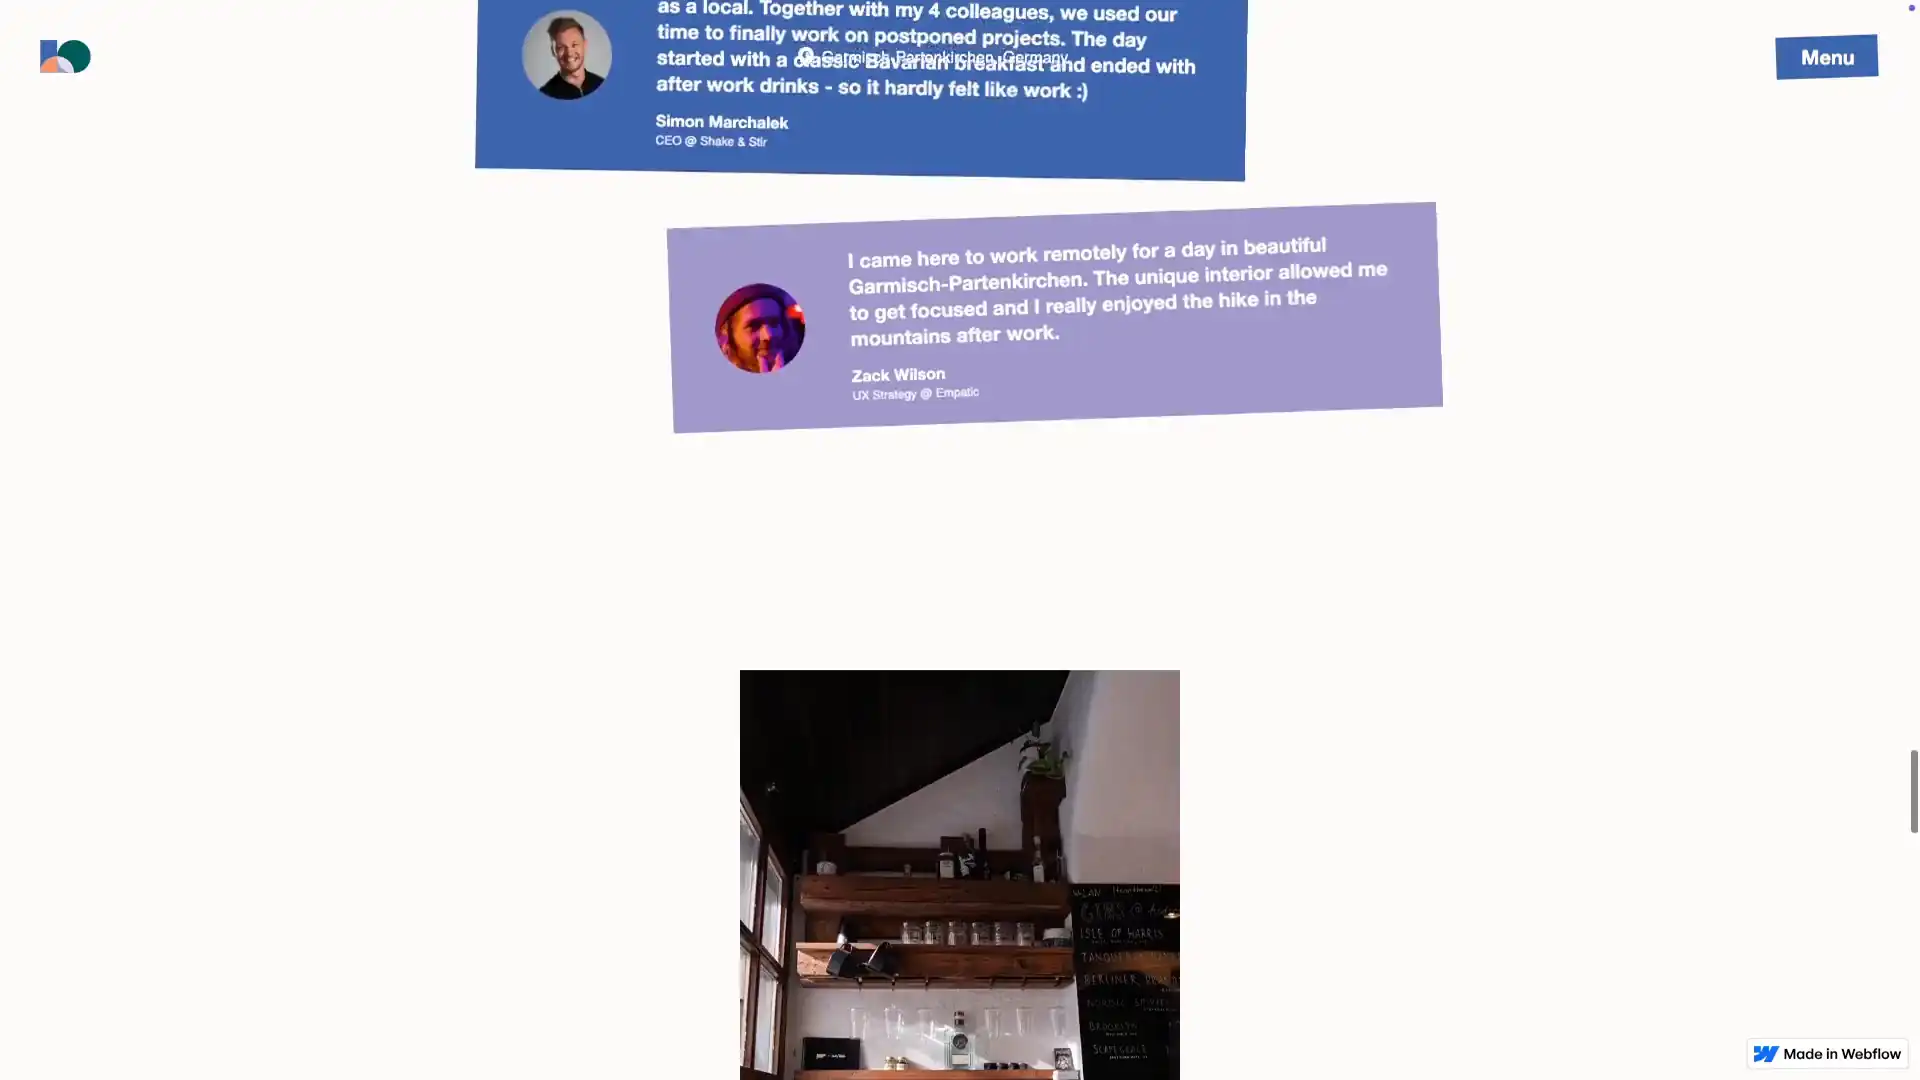 as a local. Together with my 4 colleagues, we used our
time to finally work on postponed projects. The day
started with a classic Bavarian breakfast and ended with
after work drinks - so it hardly felt like work :)
Garmisch-Partenkirchen, Germany
Simon Marchalek
CEO @ Shake & Stir
Menu
I came here to work remotely for a day in beautiful
Garmisch-Partenkirchen. The unique interior allowed me
to get focused and I really enjoyed the hike in the
mountains after work.
Zack Wilson
UX Strategy @ Empatic
WLAN
GINS @
ISLE OF HARRIS
BERLINER
BROOKLYN
Made in Webflow